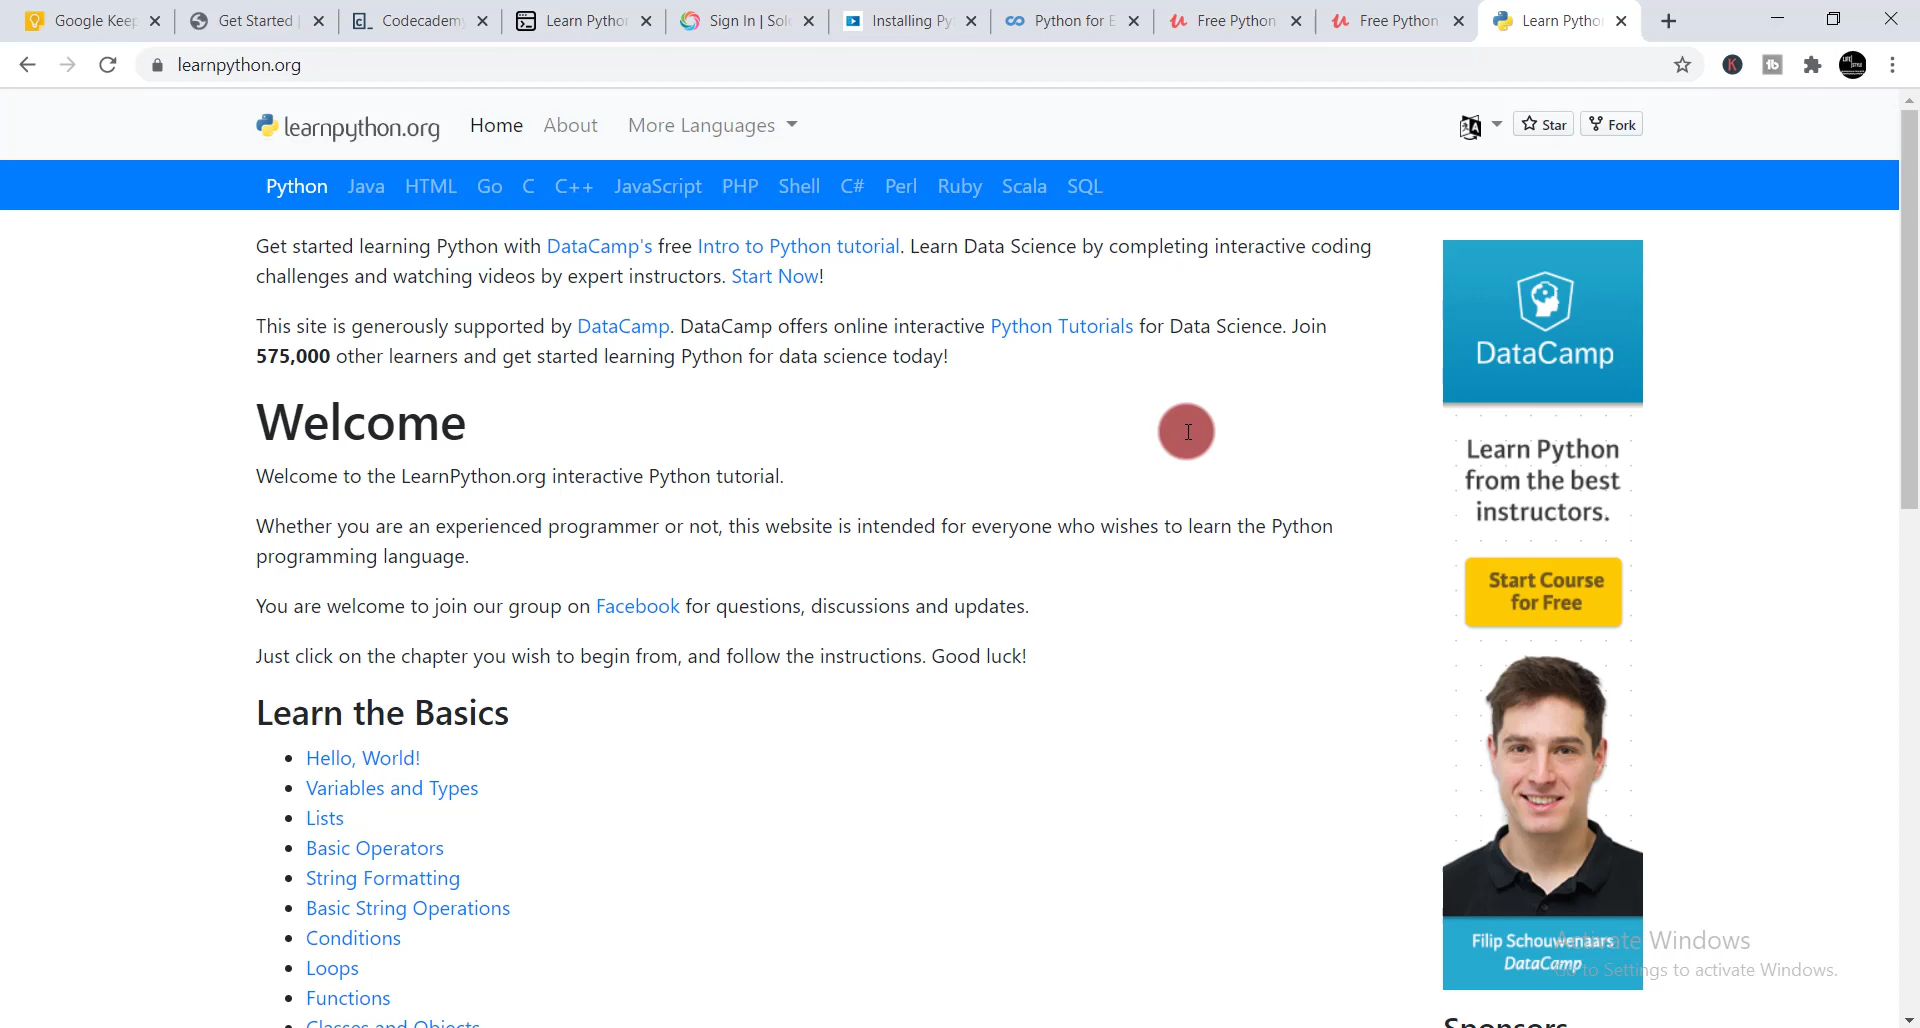 Google Keep
Get Started
Codecademy
Learn Python
Sign In | Solo
Installing Py
Python for E
Free Python
Free Python
Learn Python
learnpython.org
learnpython.org
Home
About
More Languages
Star
Fork
Python Java HTML Go C C++ JavaScript PHP Shell C# Perl Ruby Scala SQL
Get started learning Python with DataCamp's free Intro to Python tutorial. Learn Data Science by completing interactive coding
challenges and watching videos by expert instructors. Start Now!
This site is generously supported by DataCamp. DataCamp offers online interactive Python Tutorials for Data Science. Join
575,000 other learners and get started learning Python for data science today!
Welcome
Welcome to the LearnPython.org interactive Python tutorial.
Whether you are an experienced programmer or not, this website is intended for everyone who wishes to learn the Python
programming language.
You are welcome to join our group on Facebook for questions, discussions and updates.
Just click on the chapter you wish to begin from, and follow the instructions. Good luck!
Learn the Basics
Hello, World!
Variables and Types
Lists
Basic Operators
String Formatting
Basic String Operations
Conditions
Loops
Functions
Classes and Objects
DataCamp
Learn Python
from the best
instructors.
Start Course
for Free
Filip Schouwenaars
DataCamp
Activate Windows
Go to Settings to activate Windows.
Sponsors